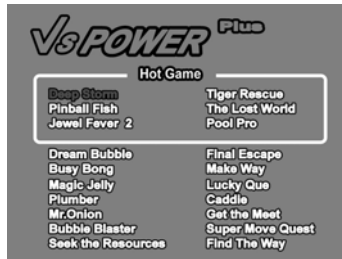 VsPOWER Plus
Hot Game
Deep Storm
Pinball Fish
Jewel Fever 2
Tiger Rescue
The Lost World
Pool Pro
Dream Bubble
Busy Bong
Magic Jelly
Plumber
Mr.Onion
Bubble Blaster
Seek the Resources
Final Escape
Make Way
Lucky Que
Caddie
Get the Meet
Super Move Quest
Find The Way